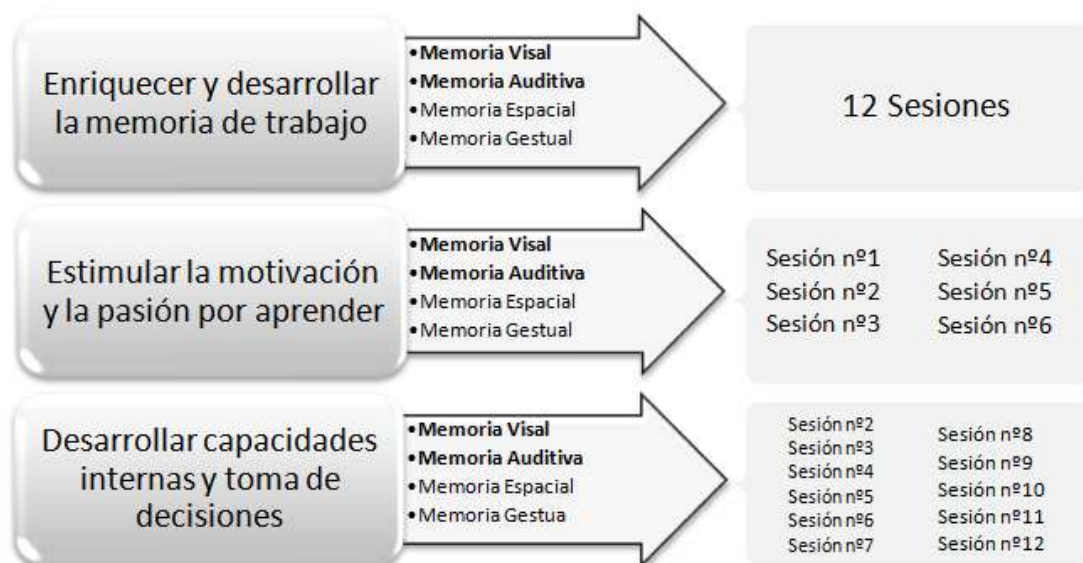 Enriquecer y desarrollar
la memoria de trabajo
•Memoria Visal
•Memoria Auditiva
•Memoria Espacial
•Memoria Gestual
12 Sesiones
Estimular la motivación
y la pasión por aprender
•Memoria Visal
•Memoria Auditiva
•Memoria Espacial
•Memoria Gestual
Sesión nº1
Sesión nº2
Sesión nº3
Sesión nº4
Sesión nº5
Sesión nº6
Desarrollar capacidades
internas y toma de
decisiones
•Memoria Visal
•Memoria Auditiva
•Memoria Espacial
•Memoria Gestua
Sesión nº2
Sesión nº3
Sesión nº4
Sesión nº5
Sesión nº6
Sesión nº7
Sesión nº8
Sesión nº9
Sesión nº10
Sesión nº11
Sesión nº12